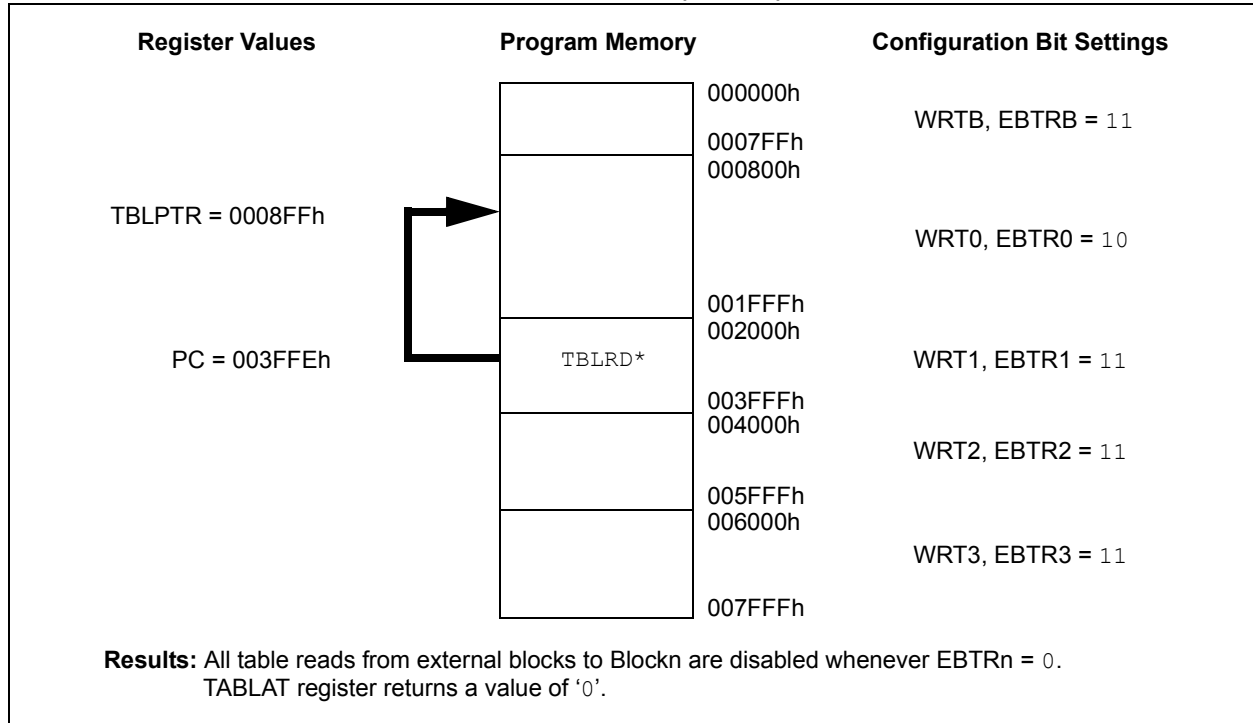 Register Values Program Memory Configuration Bit Settings
000000h
WRTB, EBTRB = 11
0007FFh
000800h
TBLPTR = 0008FFh
WRT0, EBTR0 = 10
001FFFh
002000h
PC = 003FFEh TBLRD* WRT1, EBTR1 = 11
003FFFh
004000h
WRT2, EBTR2 = 11
005FFFh
006000h
WRT3, EBTR3 = 11
007FFFh
Results: All table reads from external blocks to Blockn are disabled whenever EBTRn = 0.
TABLAT register returns a value of ‘0’.